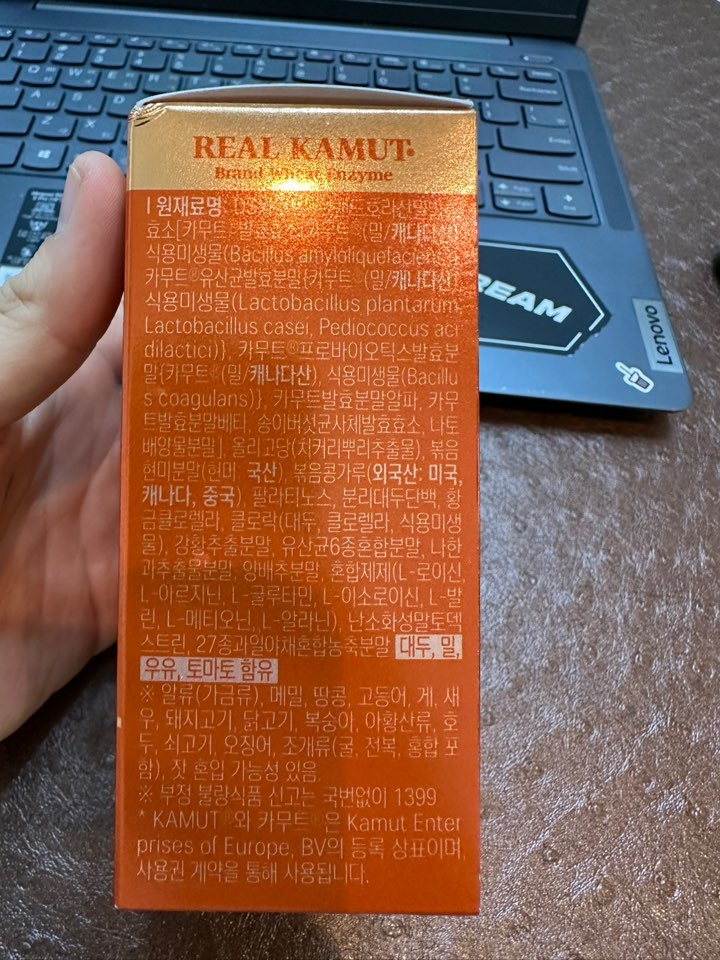 REAL KAMUT
Brand Wheat Enzyme
원재료명
효소[카무트 (밀/캐나다산)
식용미생물(Bacillus amyloliquefaciens)
카무트®유산균발효분말{카무트®(밀/캐나다산)
식용미생물(Lactobacillus plantarum,
Lactobacillus casei, Pediococcus aci
dilactici)}, 카무트®프로바이오틱스발효분
말{카무트®(밀/캐나다산), 식용미생물(Bacillu
s coagulans)}, 카무트발효분말알파, 카무
트발효분말베타, 송이버섯균사체발효효소, 나토
배양물분말], 올리고당(치커리뿌리추출물), 볶음
현미분말(현미: 국산), 볶음콩가루(외국산: 미국,
캐나다, 중국), 팔라티노스, 분리대두단백, 황
금클로렐라, 클로락(대두, 클로렐라, 식용미생
물), 강황추출분말, 유산균6종혼합분말, 나한
과추출물분말, 양배추분말, 혼합제제(L-로이신,
L-아르지닌, L-글루타민, L-이소로이신, L-발
린, L-메티오닌, L-알라닌), 난소화성말토덱
스트린, 27종과일야채혼합농축분말 대두, 밀,
우유, 토마토 함유
※ 알류(가금류), 메밀, 땅콩, 고등어, 게, 새
우, 돼지고기, 닭고기, 복숭아, 아황산류, 호
두, 쇠고기, 오징어, 조개류(굴, 전복, 홍합 포
함), 잣 혼입 가능성 있음.
※ 부정 불량식품 신고는 국번없이 1399
* KAMUT®와 카무트®은 Kamut Enter
prises of Europe, BV의 등록 상표이며,
사용권 계약을 통해 사용됩니다.
REAM
Lenovo
Backspace
Enter
Shift